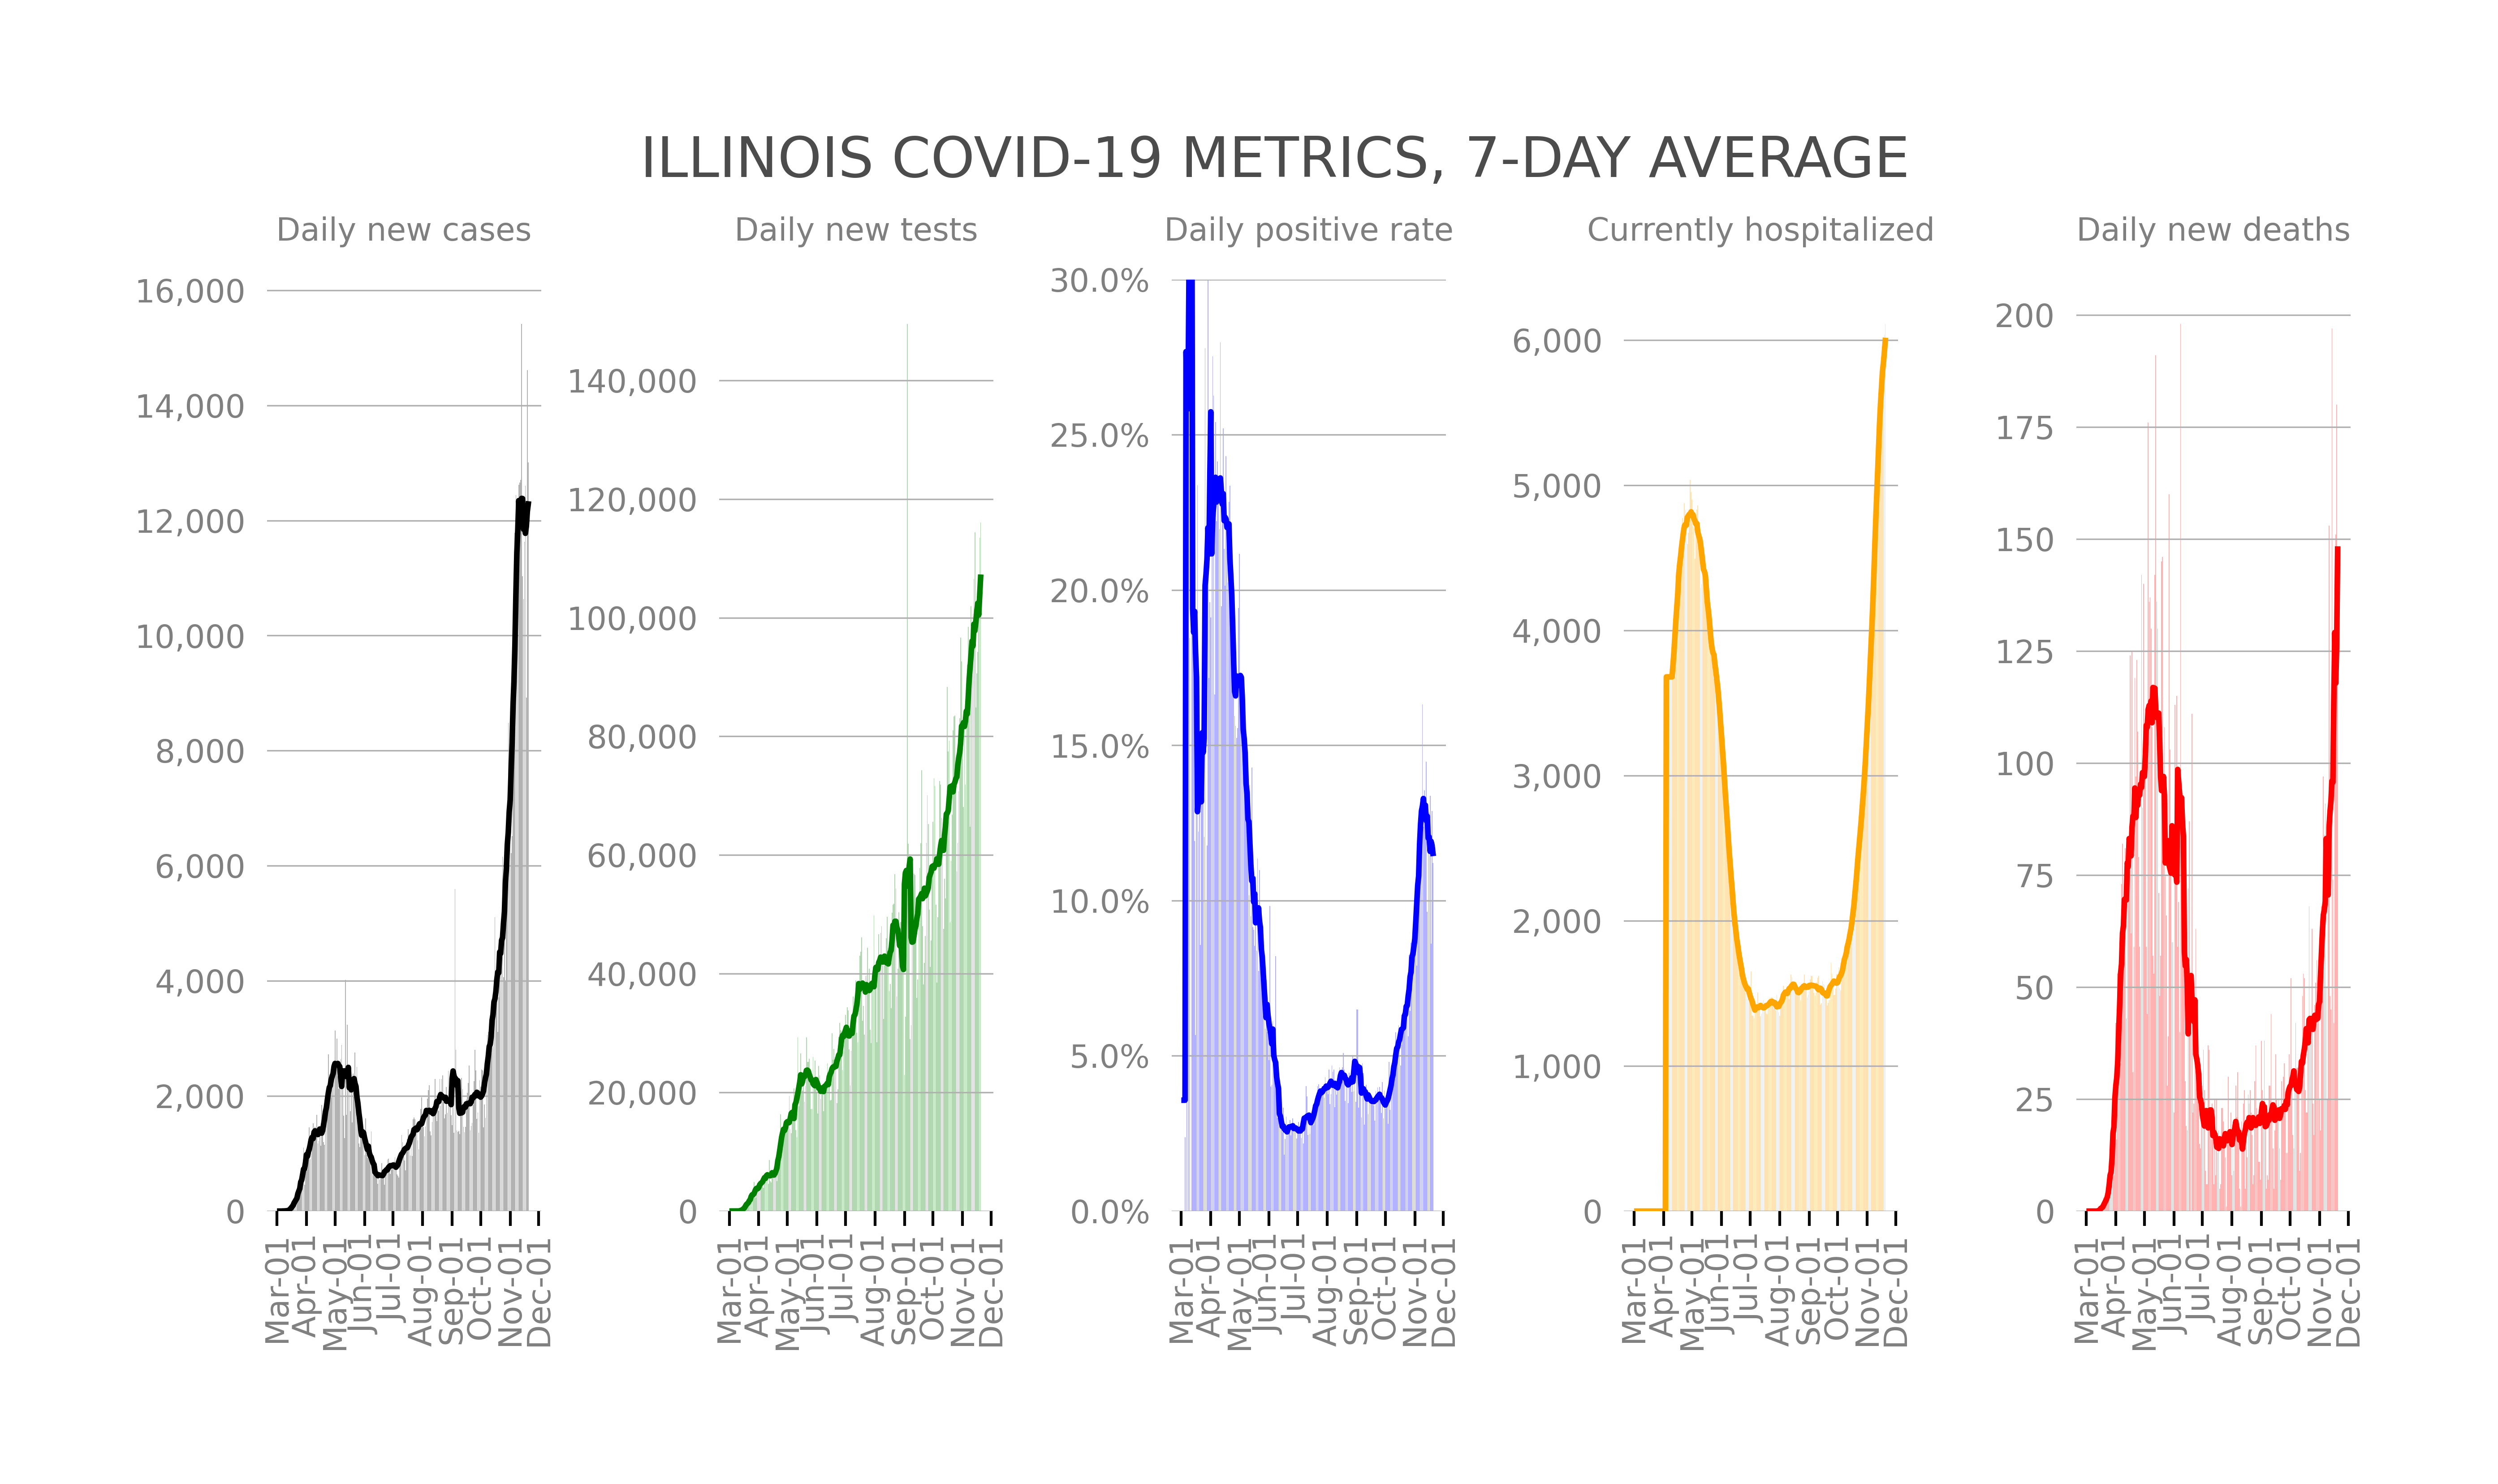 ILLINOIS COVID-19 METRICS, 7-DAY AVERAGE
Daily new cases
16,000
14,000
12,000
10,000
8,000
6,000
4,000
2,000
0
Mar-01
Apr-01
May-01
Jun-01
Jul-01
Aug-01
Sep-01
Oct-01
Nov-01
Dec-01
Daily new tests
140,000
120,000
100,000
80,000
60,000
40,000
20,000
0
Mar-01
Apr-01
May-01
Jun-01
Jul-01
Aug-01
Sep-01
Oct-01
Nov-01
Dec-01
Daily positive rate
30.0%
25.0%
20.0%
15.0%
10.0%
5.0%
0.0%
Mar-01
Apr-01
May-01
Jun-01
Jul-01
Aug-01
Sep-01
Oct-01
Nov-01
Dec-01
Currently hospitalized
6,000
5,000
4,000
3,000
2,000
1,000
0
Mar-01
Apr-01
May-01
Jun-01
Jul-01
Aug-01
Sep-01
Oct-01
Nov-01
Dec-01
Daily new deaths
200
175
150
125
100
75
50
25
0
Mar-01
Apr-01
May-01
Jun-01
Jul-01
Aug-01
Sep-01
Oct-01
Nov-01
Dec-01